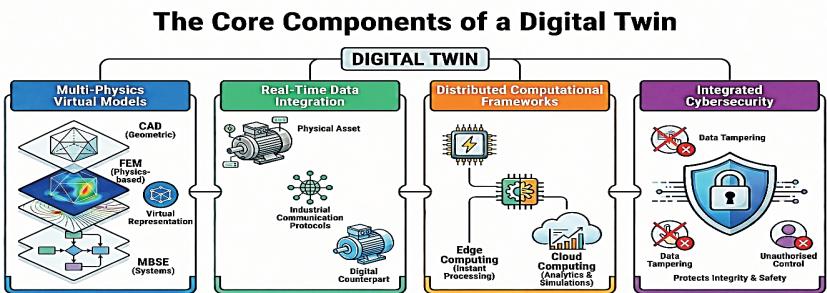 The Core Components of a Digital Twin
DIGITAL TWIN
Multi-Physics
Virtual Models
CAD
(Geometric)
FEM
(Physics-
based)
Virtual
Representation
MBSE
(Systems)
Real-Time Data
Integration
Physical Asset
Industrial
Communication
Protocols
Digital
Counterpart
Distributed Computational
Frameworks
Edge
Computing
(Instant
Processing)
Cloud
Computing
(Analytics &
Simulations)
Integrated
Cybersecurity
Data Tampering
Data
Tampering
Unauthorised
Control
Protects Integrity & Safety